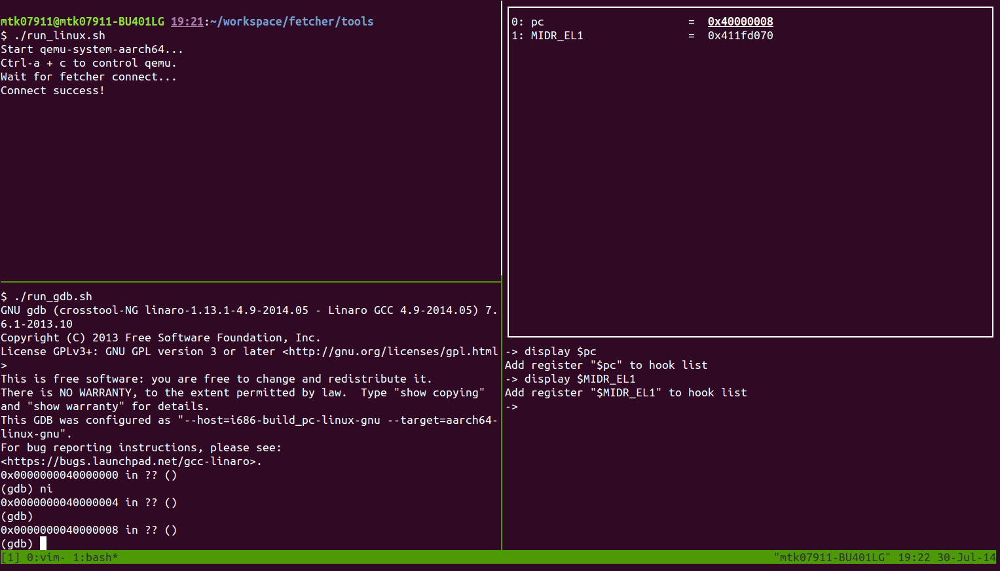 mtk07911@mtk07911-BU401LG 19:21:~/workspace/fetcher/tools
$ ./run_linux.sh
Start qemu-system-aarch64...
Ctrl-a + c to control qemu.
Wait for fetcher connect...
Connect success!
$ ./run_gdb.sh
GNU gdb (crosstool-NG linaro-1.13.1-4.9-2014.05 - Linaro GCC 4.9-2014.05) 7.
6.1-2013.10
Copyright (C) 2013 Free Software Foundation, Inc.
License GPLv3+: GNU GPL version 3 or later <http://gnu.org/licenses/gpl.html
>
This is free software: you are free to change and redistribute it.
There is NO WARRANTY, to the extent permitted by law.  Type "show copying"
and "show warranty" for details.
This GDB was configured as "--host=i686-build_pc-linux-gnu --target=aarch64-
linux-gnu".
For bug reporting instructions, please see:
<https://bugs.launchpad.net/gcc-linaro>.
0x0000000040000000 in ?? ()
(gdb) ni
0x0000000040000004 in ?? ()
(gdb)
0x0000000040000008 in ?? ()
(gdb)
0: pc = 0x40000008
1: MIDR_EL1 = 0x411fd070
-> display $pc
Add register "$pc" to hook list
-> display $MIDR_EL1
Add register "$MIDR_EL1" to hook list
->
[1] 0:vim- 1:bash* "mtk07911-BU401LG" 19:22 30-Jul-14